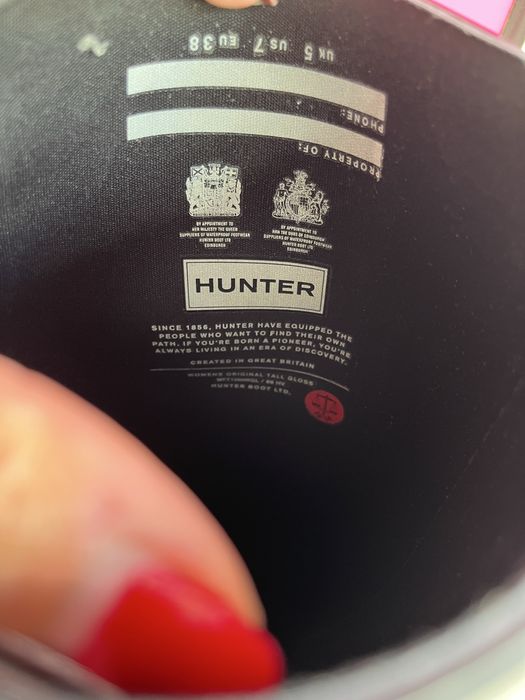 UK 5 US 7 EU38
PHONE:
PROPERTY OF:
BY APPOINTMENT TO
HER MAJESTY THE QUEEN
SUPPLIERS OF WATERPROOF FOOTWEAR
HUNTER BOOT LTD
EDINBURGH
BY APPOINTMENT TO
HRH THE DUKE OF EDINBURGH
SUPPLIERS OF WATERPROOF FOOTWEAR
HUNTER BOOT LTD
EDINBURGH
HUNTER
SINCE 1856, HUNTER HAVE EQUIPPED THE
PEOPLE WHO WANT TO FIND THEIR OWN
PATH. IF YOU'RE BORN A PIONEER, YOU'RE
ALWAYS LIVING IN AN ERA OF DISCOVERY.
CREATED IN GREAT BRITAIN
WOMENS ORIGINAL TALL GLOSS
HUNTER BOOT LTD.